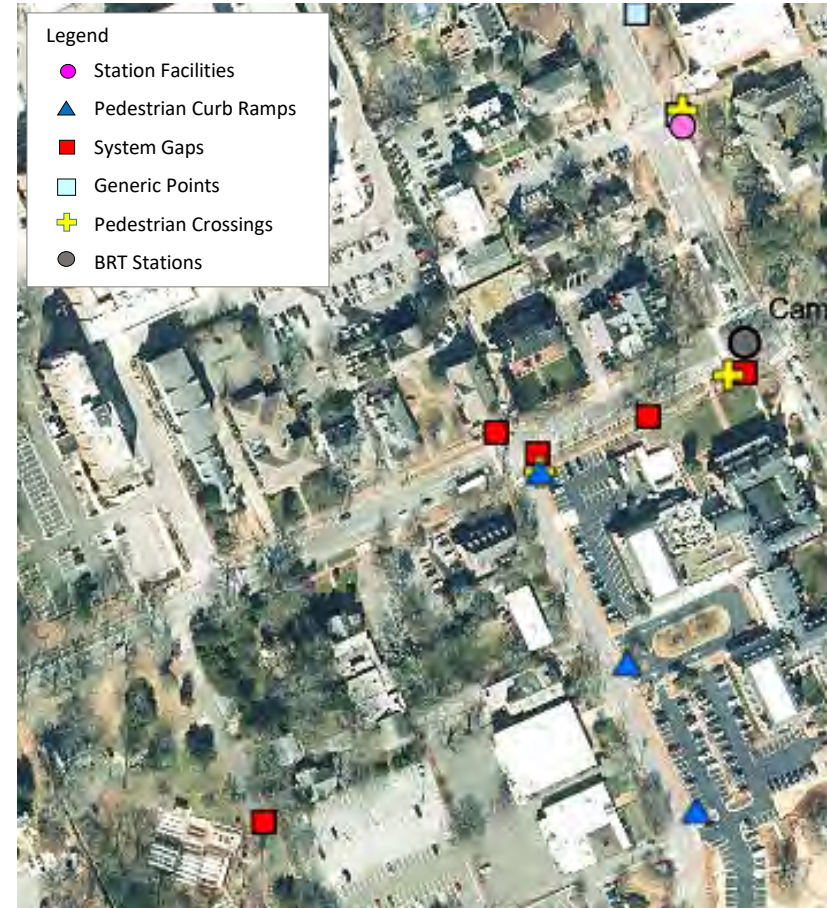 Legend
Station Facilities
Pedestrian Curb Ramps
System Gaps
Generic Points
Pedestrian Crossings
BRT Stations
Cam